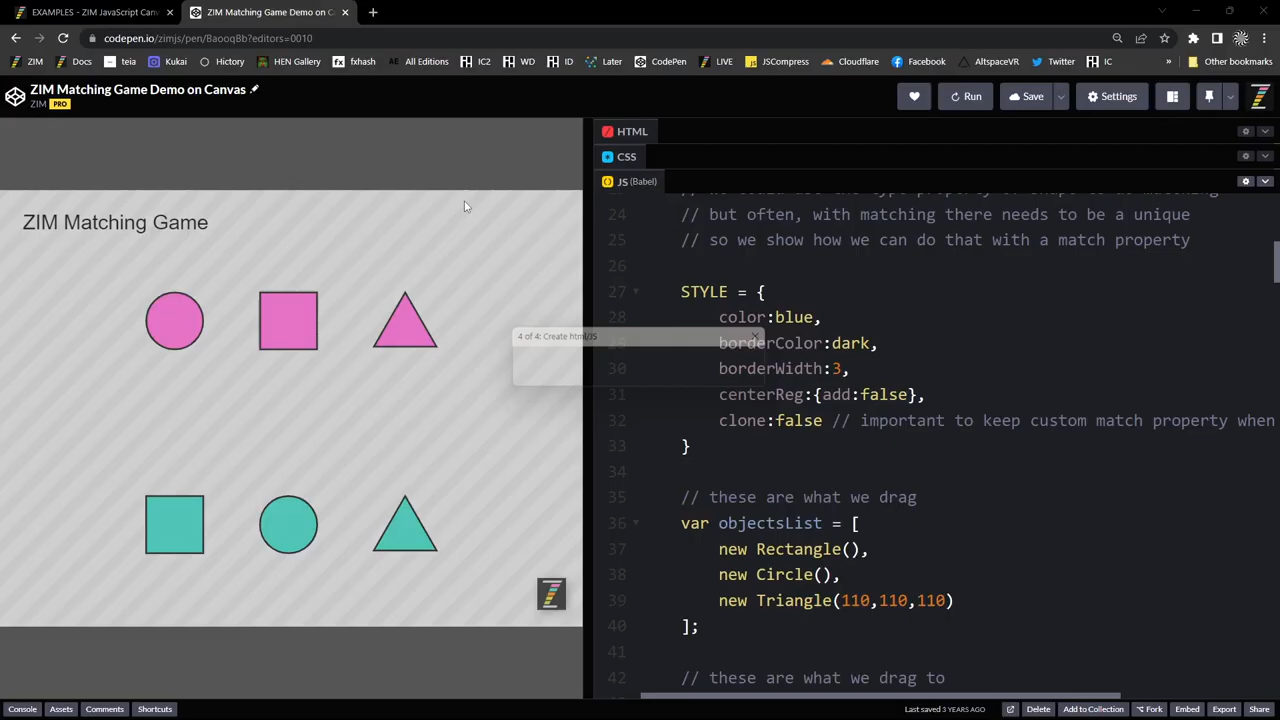 EXAMPLES - ZIM JavaScript Can
ZIM Matching Game Demo on C
codepen.io/zimjs/pen/BaooqBb?editors=0010
ZIM
Docs
teia
Kukai
Hictory
HEN Gallery
fxhash
All Editions
IC2
WD
ID
Later
CodePen
LIVE
JSCompress
Cloudflare
Facebook
AltspaceVR
Twitter
IC
»
Other bookmarks
ZIM Matching Game Demo on Canvas
ZIM PRO
Run
Save
Settings
ZIM Matching Game
4 of 4: Create html/JS
HTML
CSS
JS (Babel)
24 // but often, with matching there needs to be a unique
25 // so we show how we can do that with a match property
26
27 STYLE = {
28 color:blue,
borderColor:dark,
30 borderWidth:3,
31 centerReg:{add:false},
32 clone:false // important to keep custom match property when
33 }
34
35 // these are what we drag
36 var objectsList = [
37 new Rectangle(),
38 new Circle(),
39 new Triangle(110,110,110)
40 ];
41
42 // these are what we drag to
Console
Assets
Comments
Shortcuts
Last saved 3 YEARS AGO
Delete
Add to Collection
Fork
Embed
Export
Share